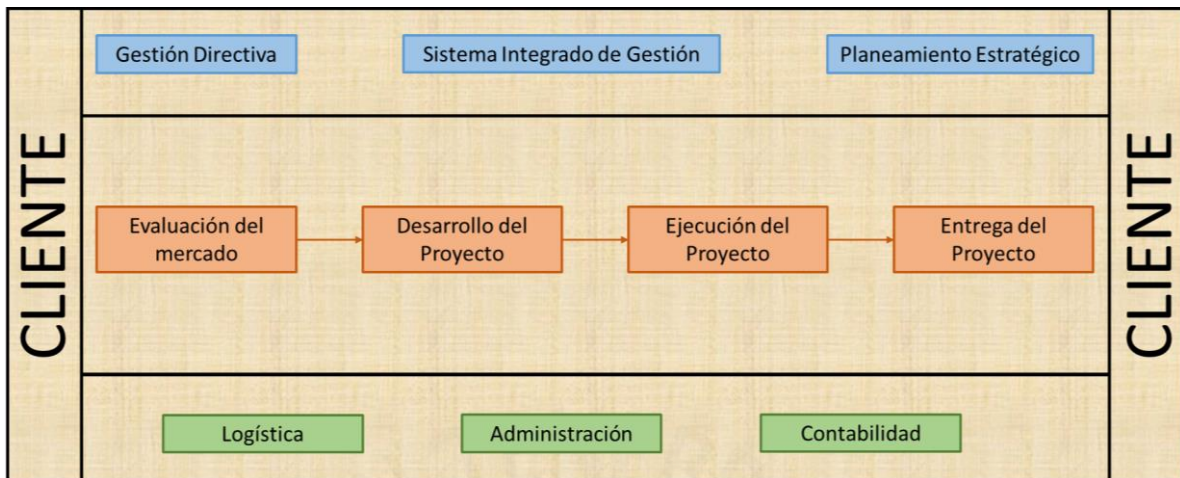 CLIENTE
Gestión Directiva
Sistema Integrado de Gestión
Planeamiento Estratégico
Evaluación del
mercado
Desarrollo del
Proyecto
Ejecución del
Proyecto
Entrega del
Proyecto
Logística
Administración
Contabilidad
CLIENTE